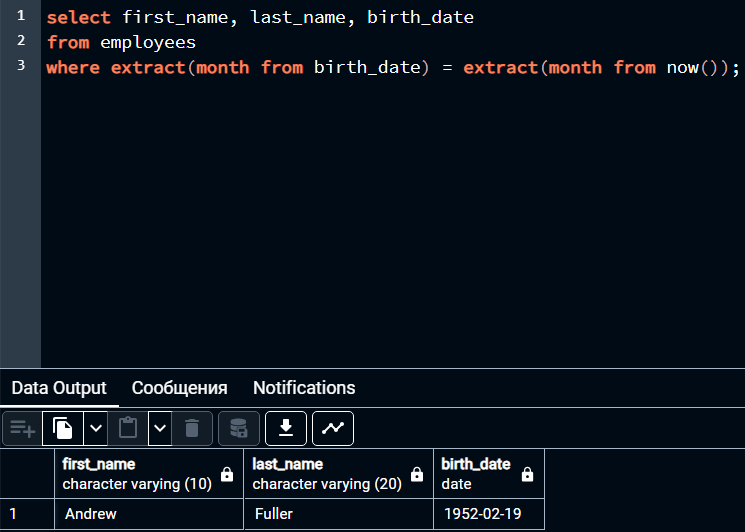 1 select first_name, last_name, birth_date
2 from employees
3 where extract(month from birth_date) = extract(month from now());
Data Output Сообщения Notifications
first_name last_name birth_date
character varying (10) character varying (20) date
1 Andrew Fuller 1952-02-19